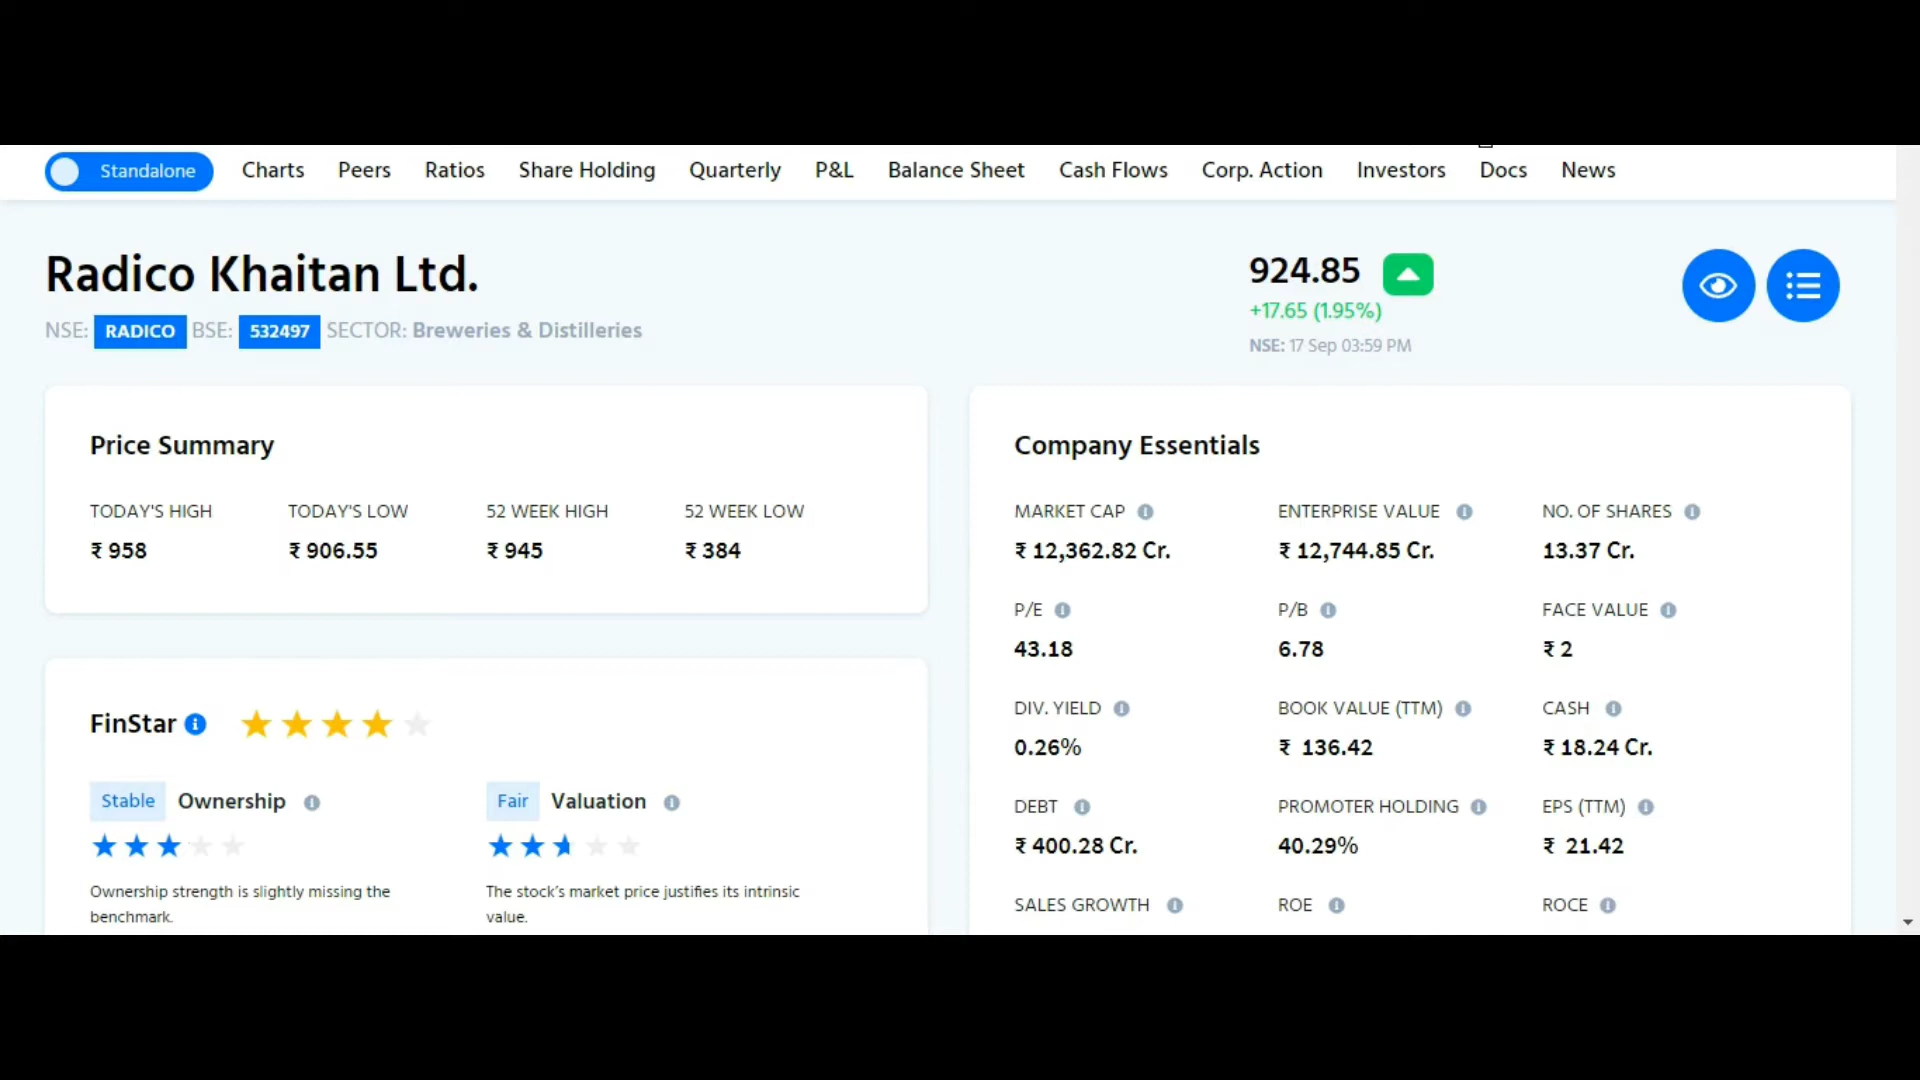 Standalone Charts Peers Ratios Share Holding Quarterly P&L Balance Sheet Cash Flows Corp. Action Investors Docs News
Radico Khaitan Ltd.
NSE: RADICO BSE: 532497 SECTOR: Breweries & Distilleries
924.85
+17.65 (1.95%)
NSE: 17 Sep 03:59 PM
Price Summary
TODAY'S HIGH TODAY'S LOW 52 WEEK HIGH 52 WEEK LOW
₹ 958 ₹ 906.55 ₹ 945 ₹ 384
FinStar
Stable Ownership
Ownership strength is slightly missing the
benchmark.
Fair Valuation
The stock’s market price justifies its intrinsic
value.
Company Essentials
MARKET CAP ENTERPRISE VALUE NO. OF SHARES
₹ 12,362.82 Cr. ₹ 12,744.85 Cr. 13.37 Cr.
P/E P/B FACE VALUE
43.18 6.78 ₹ 2
DIV. YIELD BOOK VALUE (TTM) CASH
0.26% ₹ 136.42 ₹ 18.24 Cr.
DEBT PROMOTER HOLDING EPS (TTM)
₹ 400.28 Cr. 40.29% ₹ 21.42
SALES GROWTH ROE ROCE